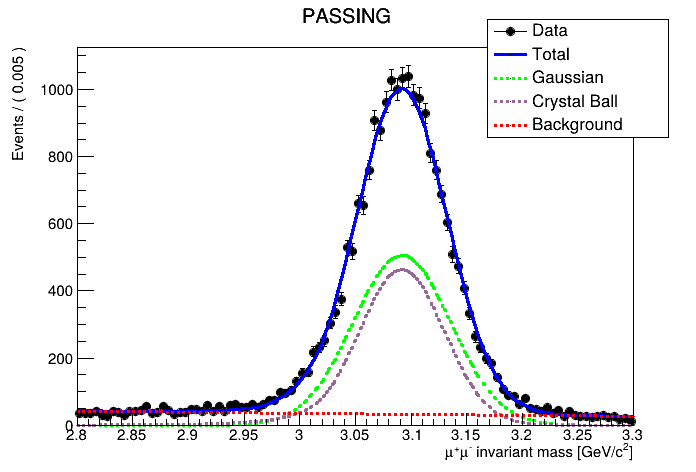 PASSING
Data
Total
Gaussian
Crystal Ball
Background
Events / ( 0.005 )
1000
800
600
400
200
0
2.8 2.85 2.9 2.95 3 3.05 3.1 3.15 3.2 3.25 3.3
μ⁺μ⁻ invariant mass [GeV/c²]